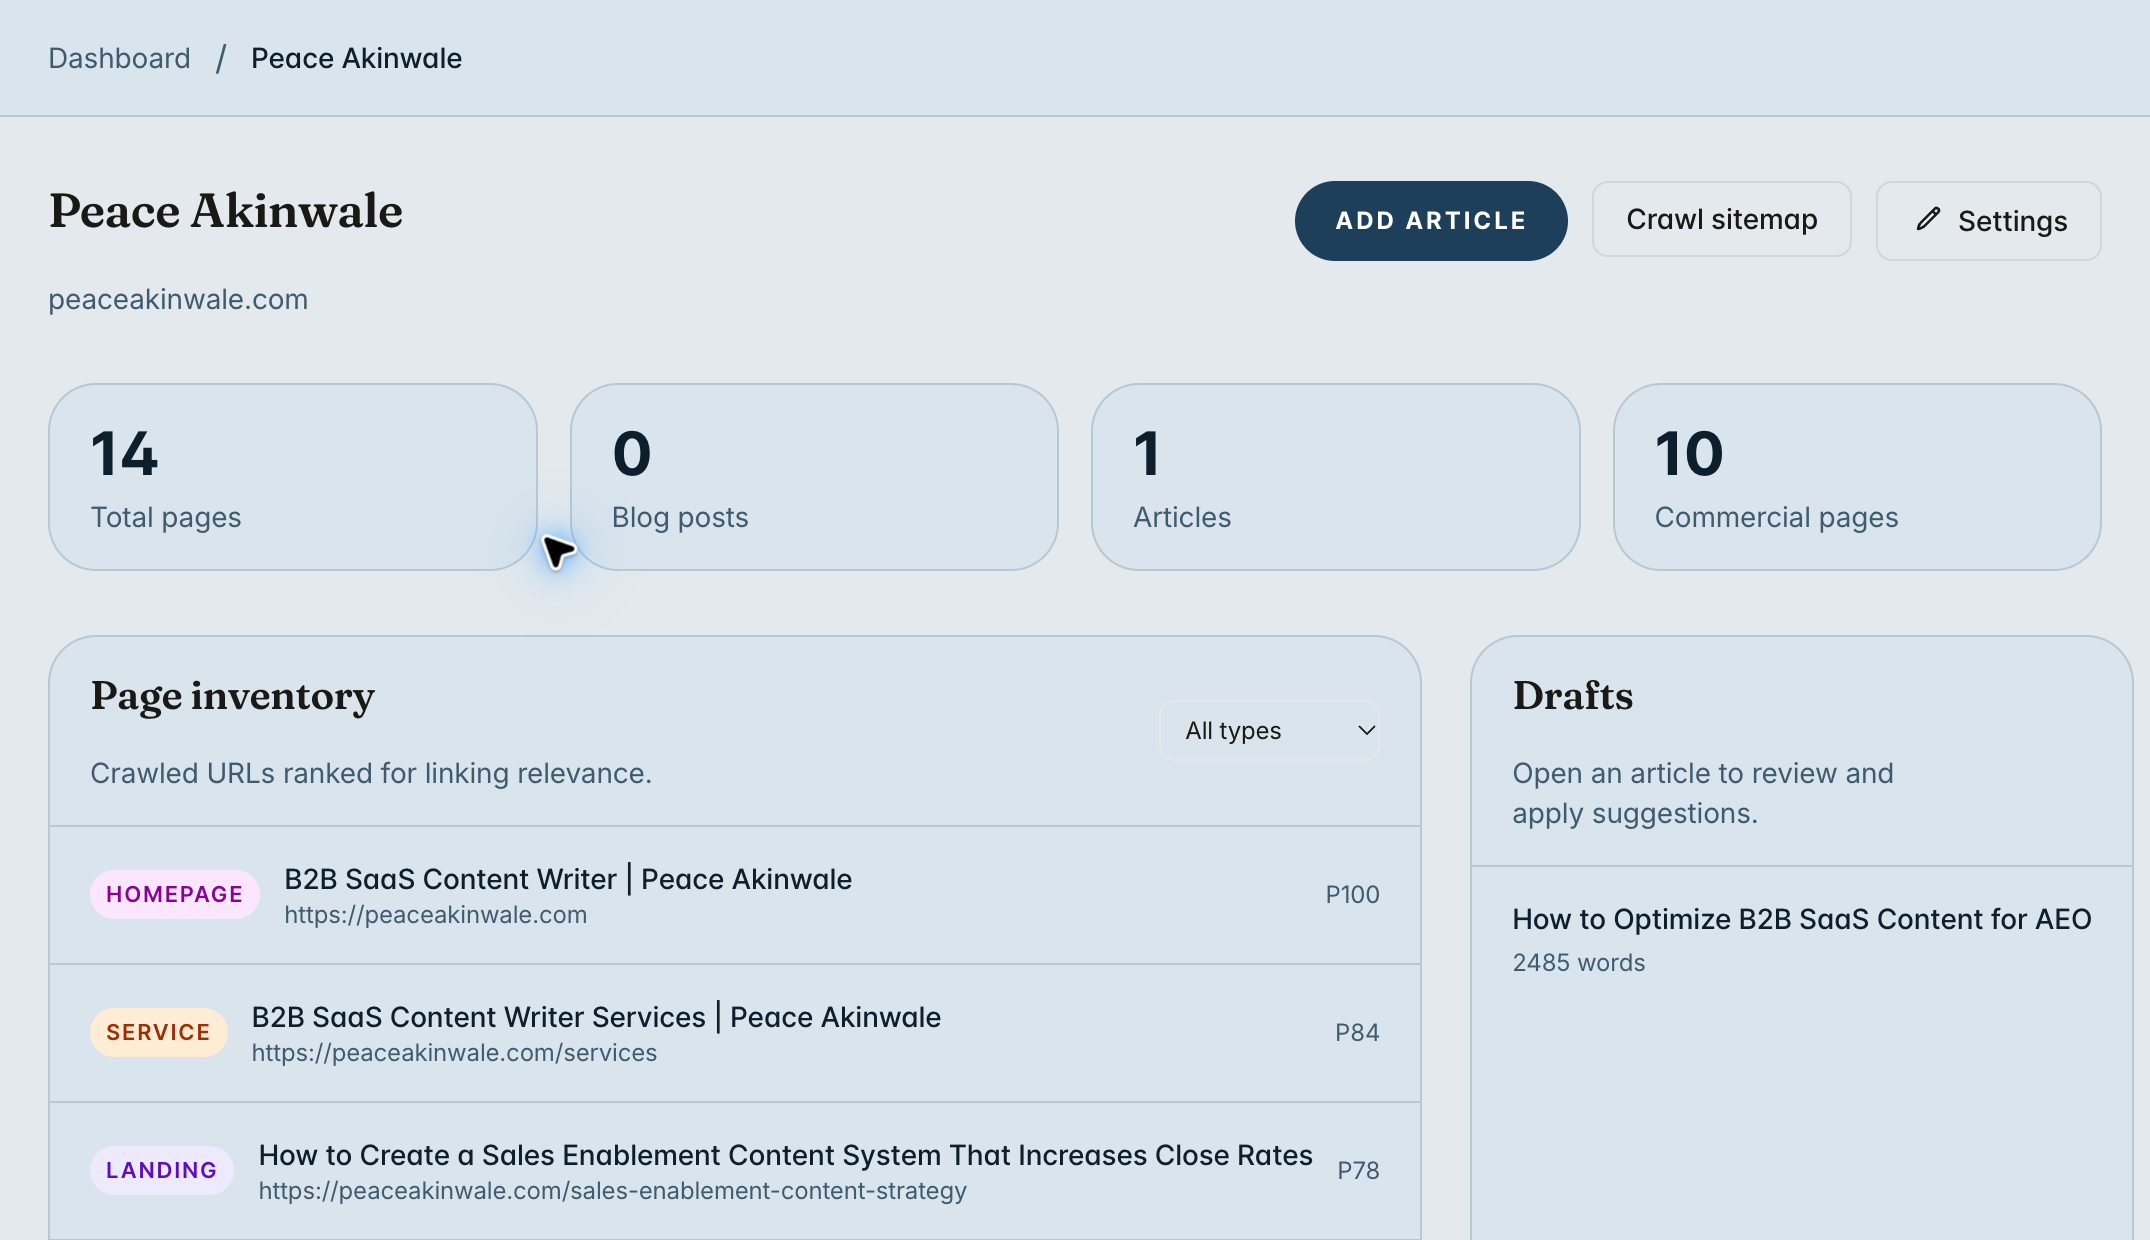 Dashboard / Peace Akinwale
Peace Akinwale
ADD ARTICLE
Crawl sitemap
Settings
peaceakinwale.com
14
Total pages
0
Blog posts
1
Articles
10
Commercial pages
Page inventory
All types
Crawled URLs ranked for linking relevance.
HOMEPAGE
B2B SaaS Content Writer | Peace Akinwale
https://peaceakinwale.com
P100
SERVICE
B2B SaaS Content Writer Services | Peace Akinwale
https://peaceakinwale.com/services
P84
LANDING
How to Create a Sales Enablement Content System That Increases Close Rates
https://peaceakinwale.com/sales-enablement-content-strategy
P78
Drafts
Open an article to review and
apply suggestions.
How to Optimize B2B SaaS Content for AEO
2485 words